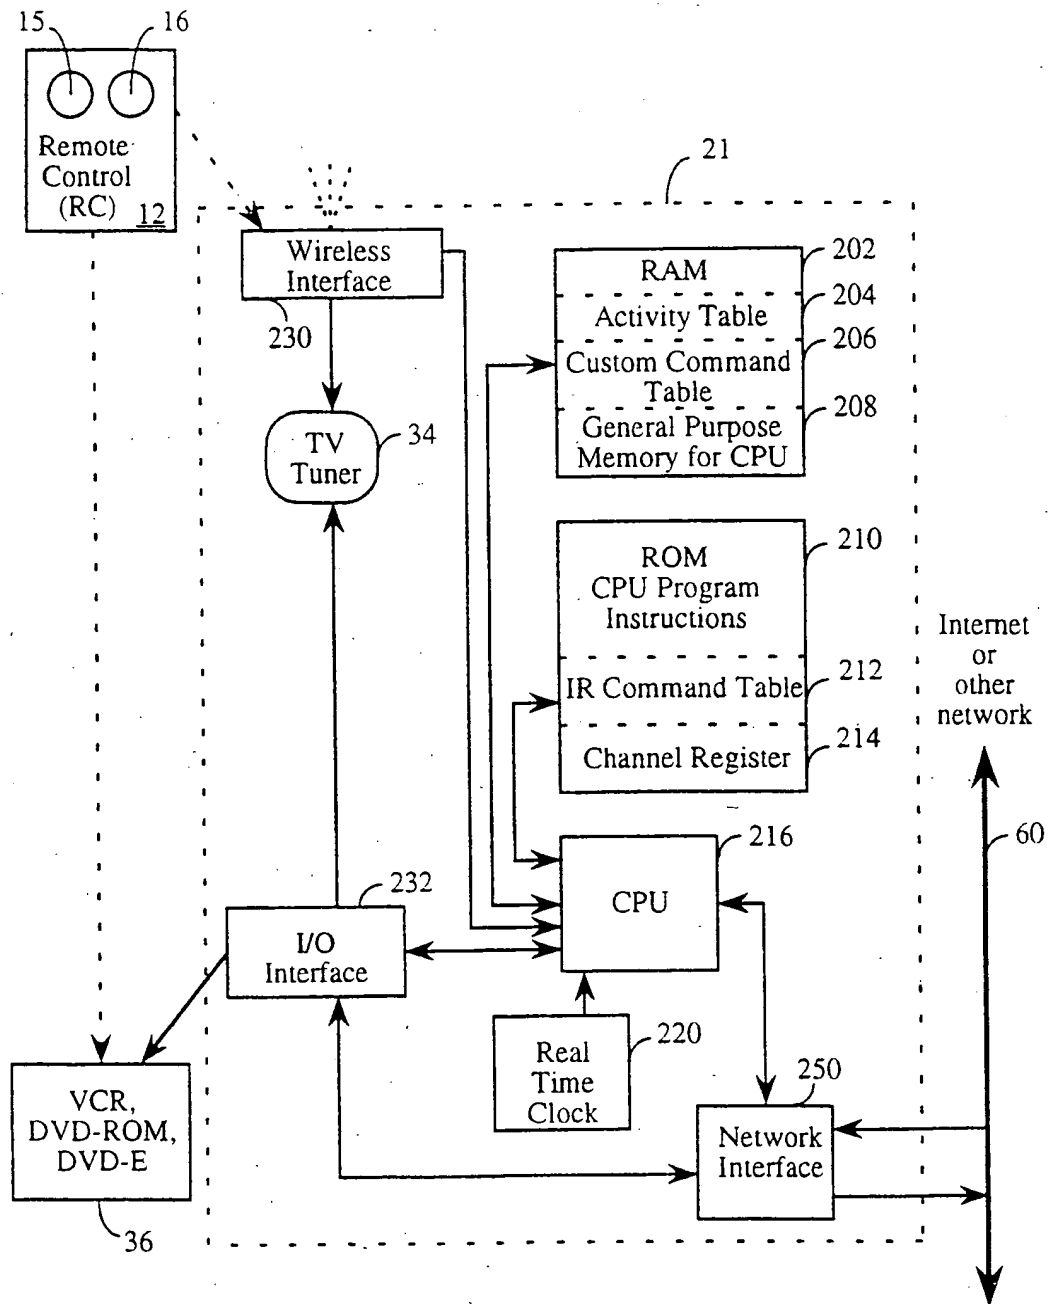 15
16
Remote
Control
(RC)
12
21
Wireless
Interface
230
RAM
202
Activity Table
204
Custom Command
Table
206
General Purpose
Memory for CPU
208
TV
Tuner
34
ROM
CPU Program
Instructions
210
IR Command Table
212
Channel Register
214
Internet
or
other
network
60
CPU
216
I/O
Interface
232
Real
Time
Clock
220
Network
Interface
250
VCR,
DVD-ROM,
DVD-E
36